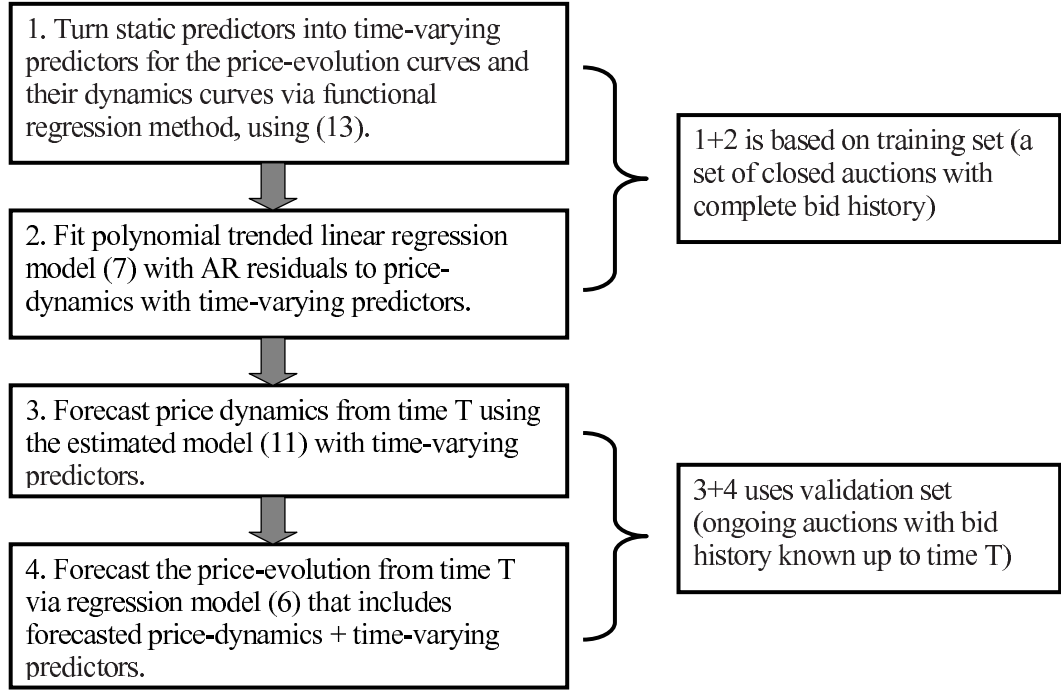 1. Turn static predictors into time-varying
predictors for the price-evolution curves and
their dynamics curves via functional
regression method, using (13).
1+2 is based on training set (a
set of closed auctions with
complete bid history)
2. Fit polynomial trended linear regression
model (7) with AR residuals to price-
dynamics with time-varying predictors.
3. Forecast price dynamics from time T using
the estimated model (11) with time-varying
predictors.
3+4 uses validation set
(ongoing auctions with bid
history known up to time T)
4. Forecast the price-evolution from time T
via regression model (6) that includes
forecasted price-dynamics + time-varying
predictors.